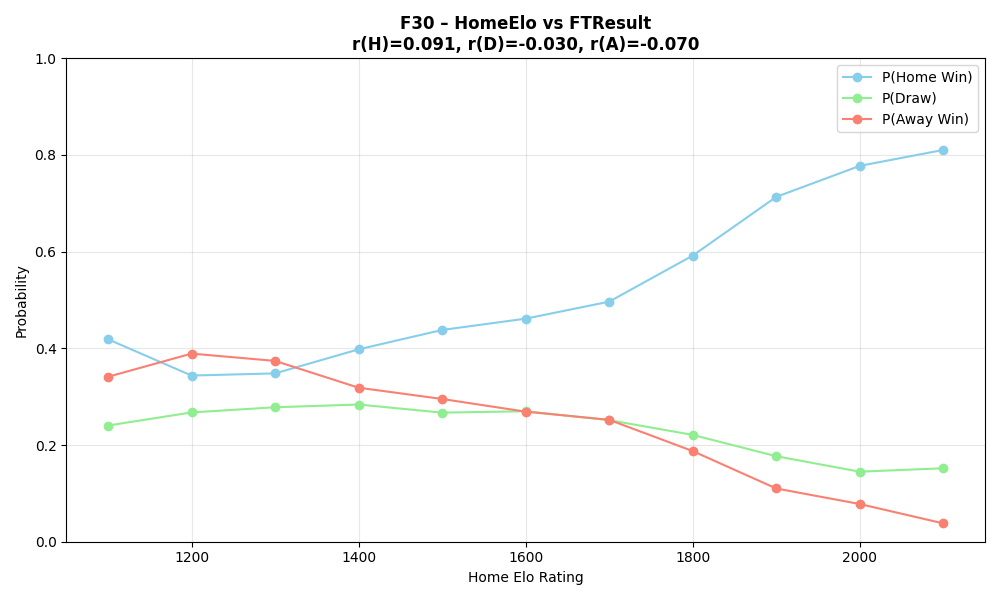 F30 – HomeElo vs FTResult
r(H)=0.091, r(D)=-0.030, r(A)=-0.070
P(Home Win)
P(Draw)
P(Away Win)
Probability
1.0
0.8
0.6
0.4
0.2
0.0
1200 1400 1600 1800 2000
Home Elo Rating